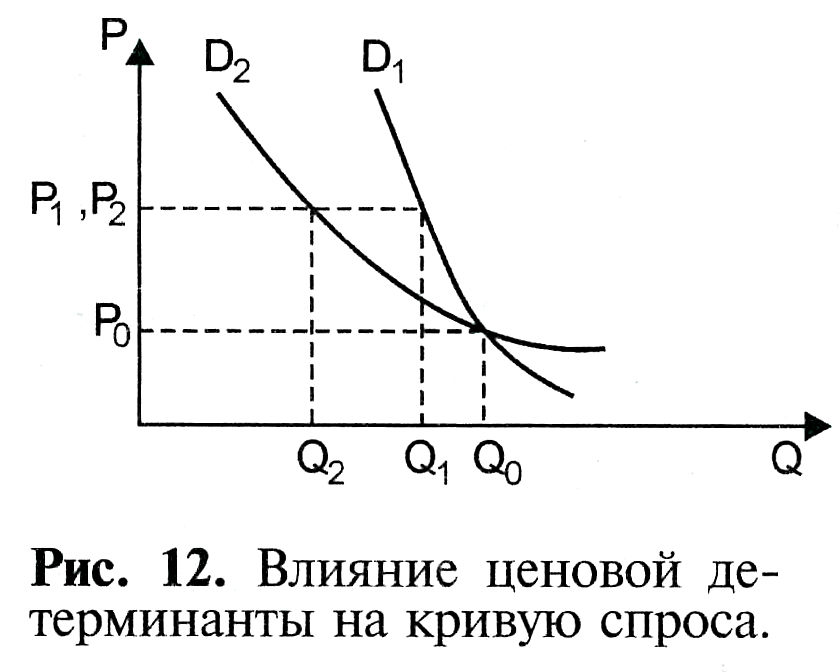 P
D₂ D₁
P₁ ,P₂
P₀
Q₂ Q₁ Q₀ Q
Рис. 12. Влияние ценовой де-
терминанты на кривую спроса.